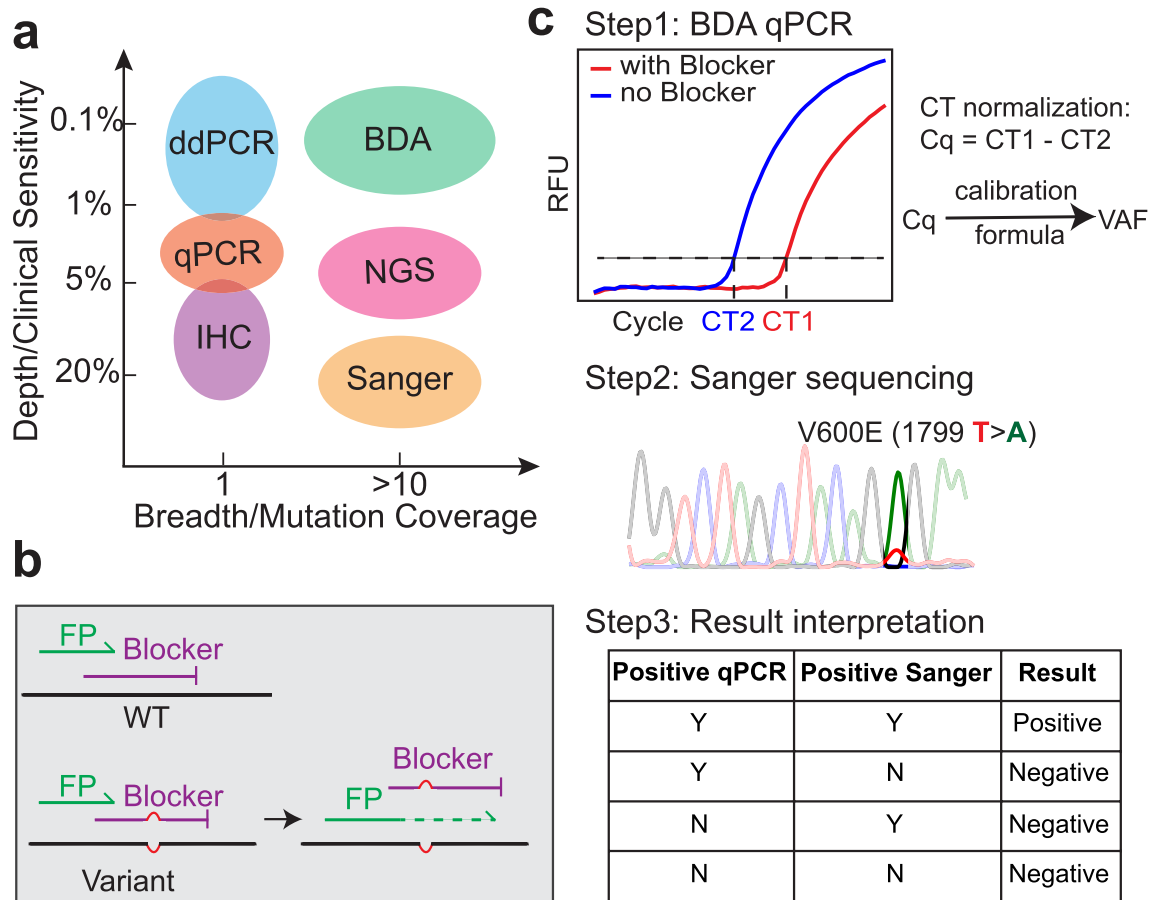 a
Depth/Clinical Sensitivity
0.1%
1%
5%
20%
ddPCR
BDA
qPCR
NGS
IHC
Sanger
1
>10
Breadth/Mutation Coverage
b
FP
Blocker
WT
FP
Blocker
Variant
Blocker
FP
c
Step1: BDA qPCR
with Blocker
no Blocker
RFU
Cycle
CT2
CT1
CT normalization:
Cq = CT1 - CT2
calibration
Cq
VAF
formula
Step2: Sanger sequencing
V600E (1799 T>A)
Step3: Result interpretation
Positive qPCR Positive Sanger Result
Y Y Positive
Y N Negative
N Y Negative
N N Negative